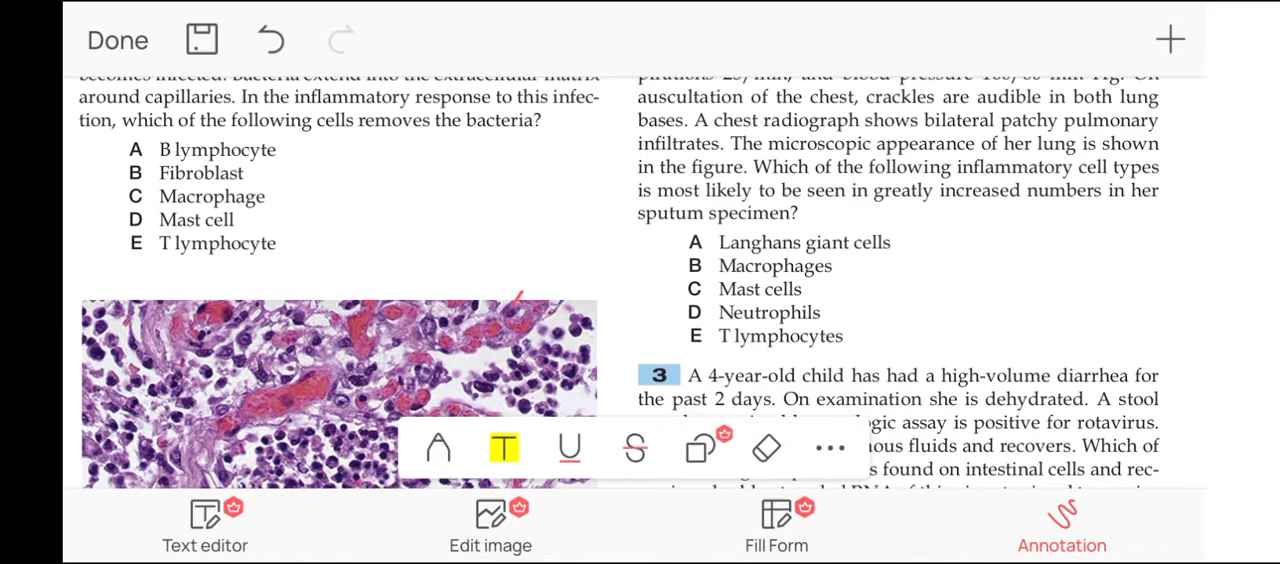 Done
around capillaries. In the inflammatory response to this infec-
tion, which of the following cells removes the bacteria?
A B lymphocyte
B Fibroblast
C Macrophage
D Mast cell
E T lymphocyte
auscultation of the chest, crackles are audible in both lung
bases. A chest radiograph shows bilateral patchy pulmonary
infiltrates. The microscopic appearance of her lung is shown
in the figure. Which of the following inflammatory cell types
is most likely to be seen in greatly increased numbers in her
sputum specimen?
A Langhans giant cells
B Macrophages
C Mast cells
D Neutrophils
E T lymphocytes
3 A 4-year-old child has had a high-volume diarrhea for
the past 2 days. On examination she is dehydrated. A stool
assay is positive for rotavirus.
fluids and recovers. Which of
found on intestinal cells and rec-
Text editor
Edit image
Fill Form
Annotation